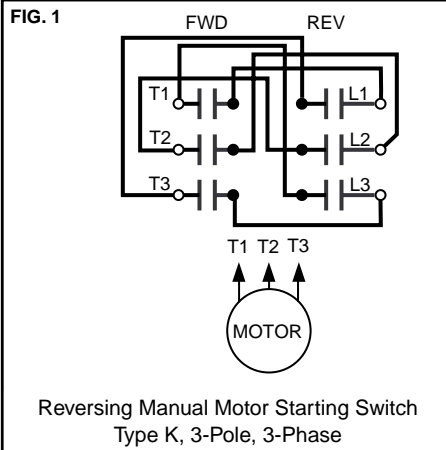 FIG. 1
FWD REV
T1 L1
T2 L2
T3 L3
T1 T2 T3
MOTOR
Reversing Manual Motor Starting Switch
Type K, 3-Pole, 3-Phase